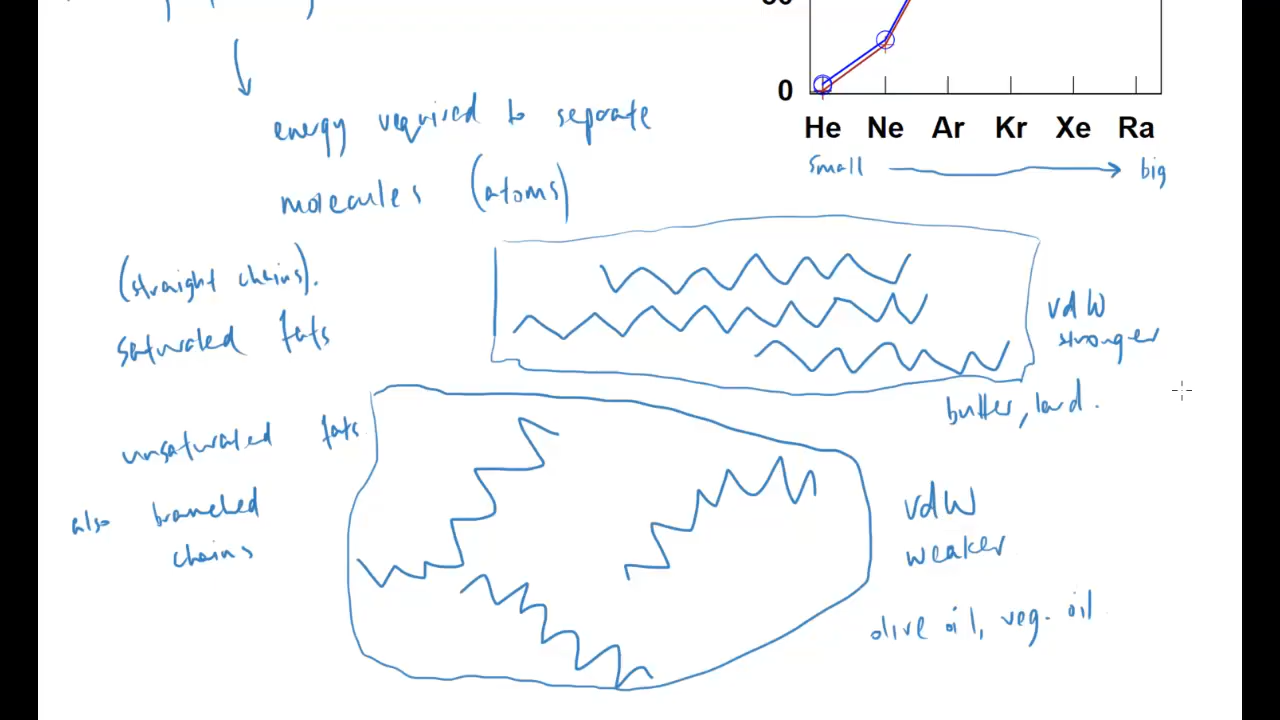 0
He Ne Ar Kr Xe Ra
small big
energy required to separate
molecules (atoms)
(straight chains).
saturated fats
vdW
stronger
butter, lard.
unsaturated fats
also branched
chains
vdW
weaker
olive oil, veg. oil